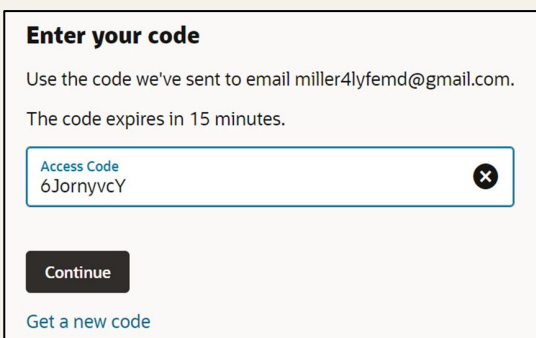 Enter your code
Use the code we've sent to email miller4lyfemd@gmail.com.
The code expires in 15 minutes.
Access Code
6JornyvcY
Continue
Get a new code